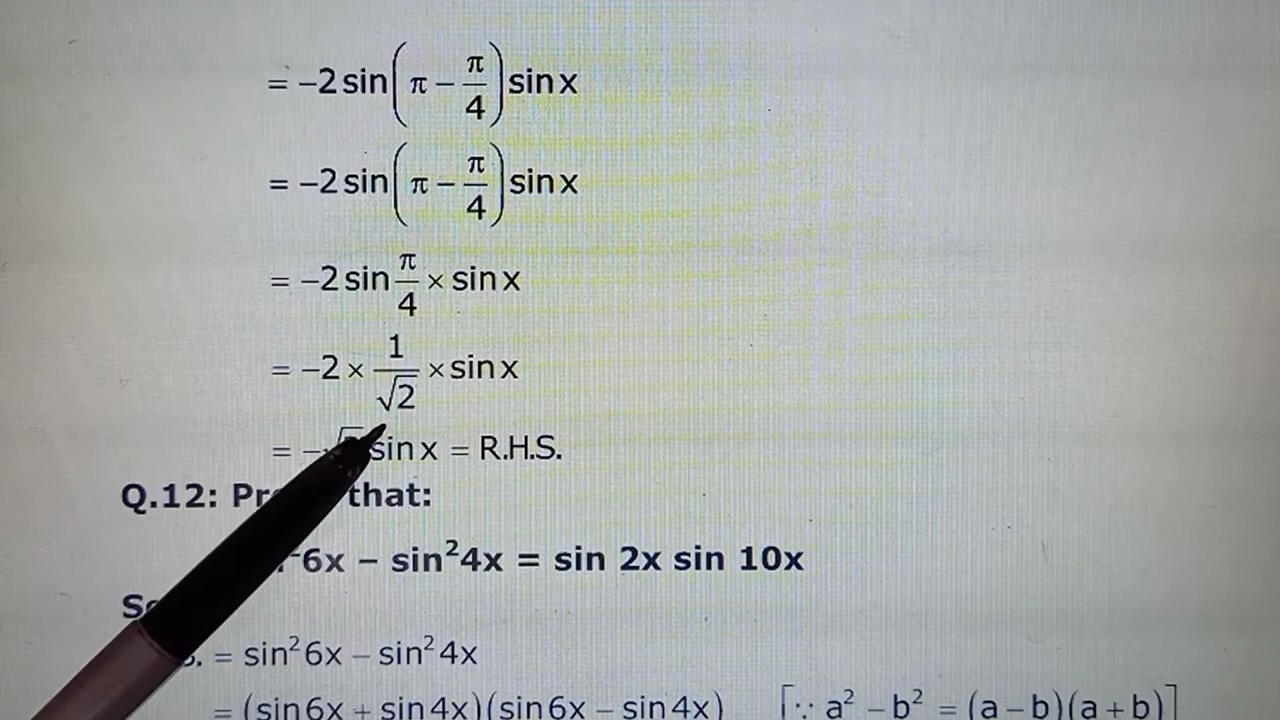 = −2 sin(π − π/4) sin x
= −2 sin(π − π/4) sin x
= −2 sin π/4 × sin x
= −2 × 1/√2 × sin x
= −√ sin x = R.H.S.
Q.12: that:
6x − sin²4x = sin 2x sin 10x
= sin²6x − sin²4x
= (sin 6x + sin 4x)(sin 6x − sin 4x) [∵ a² − b² = (a − b)(a + b)]